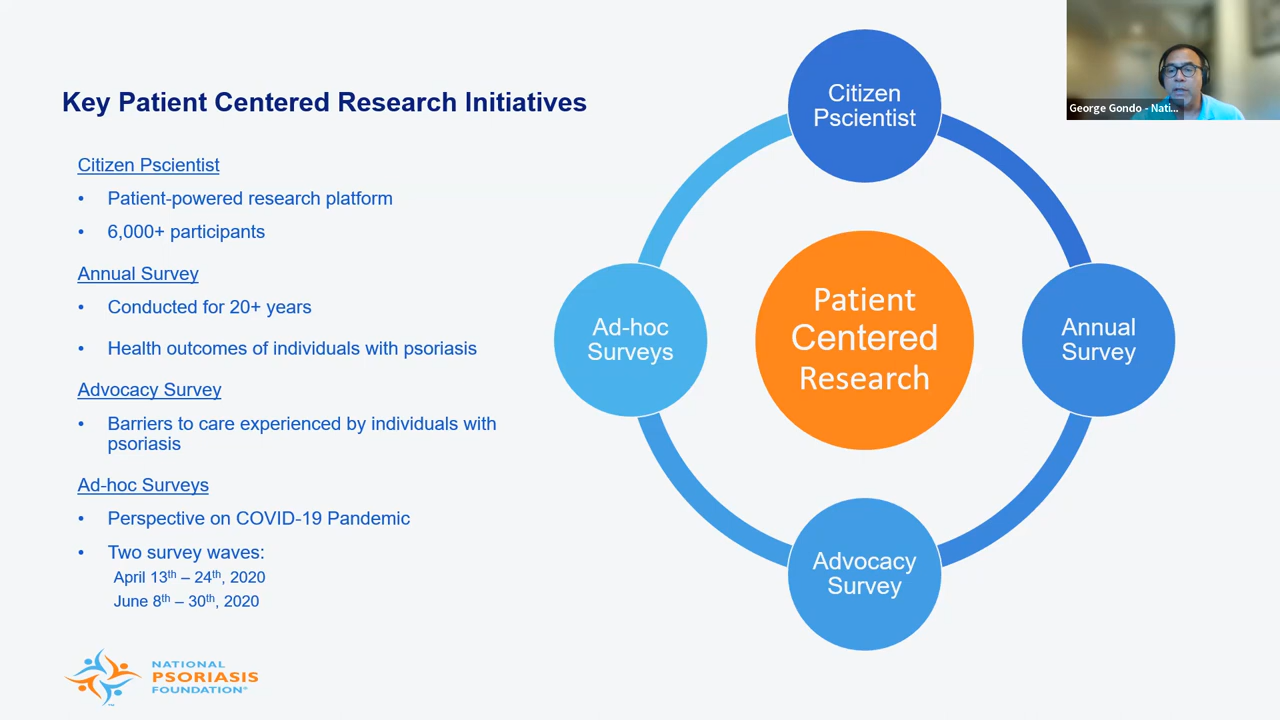 Key Patient Centered Research Initiatives
Citizen Pscientist
• Patient-powered research platform
• 6,000+ participants
Annual Survey
• Conducted for 20+ years
• Health outcomes of individuals with psoriasis
Advocacy Survey
• Barriers to care experienced by individuals with
psoriasis
Ad-hoc Surveys
• Perspective on COVID-19 Pandemic
• Two survey waves:
April 13th – 24th, 2020
June 8th – 30th, 2020
NATIONAL
PSORIASIS
FOUNDATION®
™
Citizen
Pscientist
Annual
Survey
Advocacy
Survey
Ad-hoc
Surveys
Patient
Centered
Research
George Gondo - Nati...